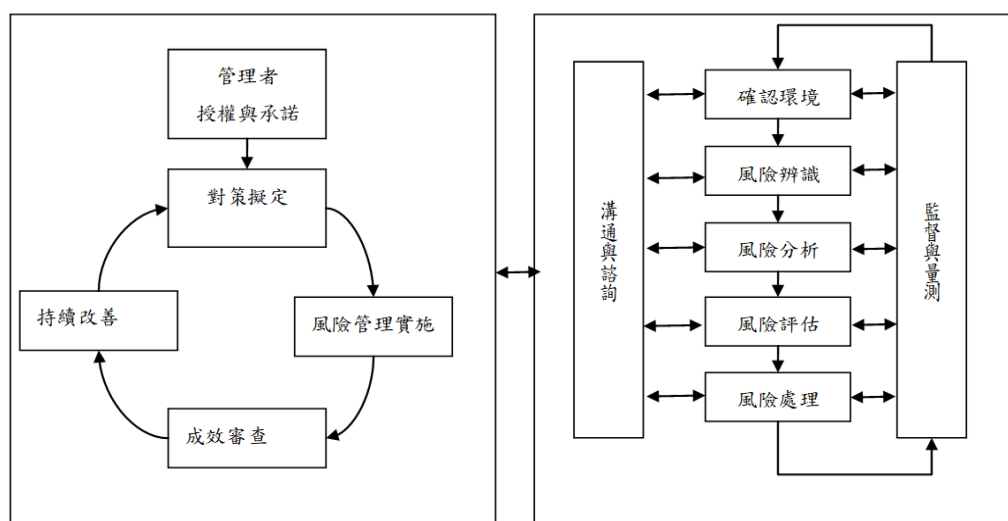 管理者
授權與承諾
對策擬定
持續改善
風險管理實施
成效審查
溝通與諮詢
確認環境
風險辨識
風險分析
風險評估
風險處理
監督與量測